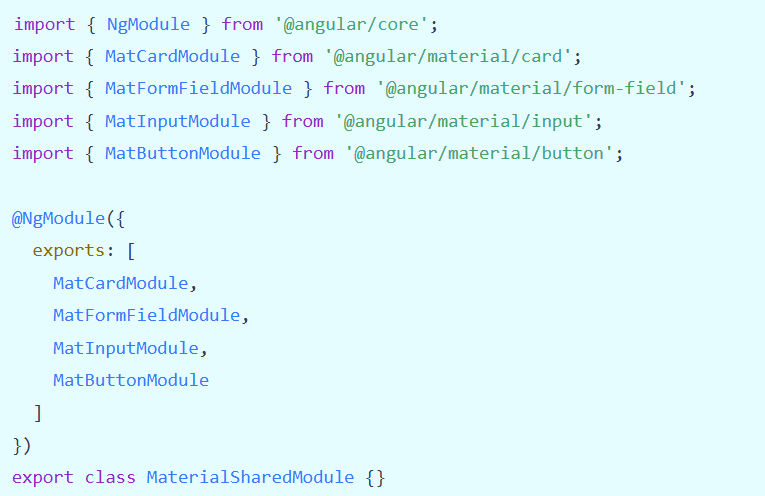 import { NgModule } from '@angular/core';
import { MatCardModule } from '@angular/material/card';
import { MatFormFieldModule } from '@angular/material/form-field';
import { MatInputModule } from '@angular/material/input';
import { MatButtonModule } from '@angular/material/button';

@NgModule({
  exports: [
    MatCardModule,
    MatFormFieldModule,
    MatInputModule,
    MatButtonModule
  ]
})
export class MaterialSharedModule {}